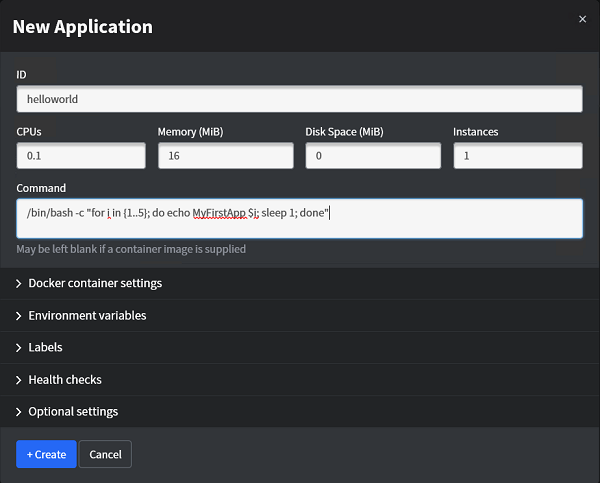 New Application
×
ID
helloworld
CPUs Memory (MiB) Disk Space (MiB) Instances
0.1 16 0 1
Command
/bin/bash -c "for i in {1..5}; do echo MyFirstApp $i; sleep 1; done"
May be left blank if a container image is supplied
Docker container settings
Environment variables
Labels
Health checks
Optional settings
+ Create Cancel